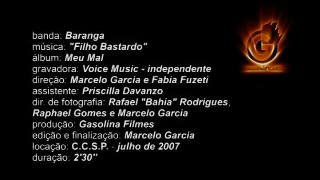 banda: Baranga
música: "Filho Bastardo"
álbum: Meu Mal
gravadora: Voice Music - independente
direção: Marcelo Garcia e Fabia Fuzeti
assistente: Priscilla Davanzo
dir. de fotografia: Rafael "Bahia" Rodrigues,
Raphael Gomes e Marcelo Garcia
produção: Gasolina Filmes
edição e finalização: Marcelo Garcia
locação: C.C.S.P. - julho de 2007
duração: 2'30"